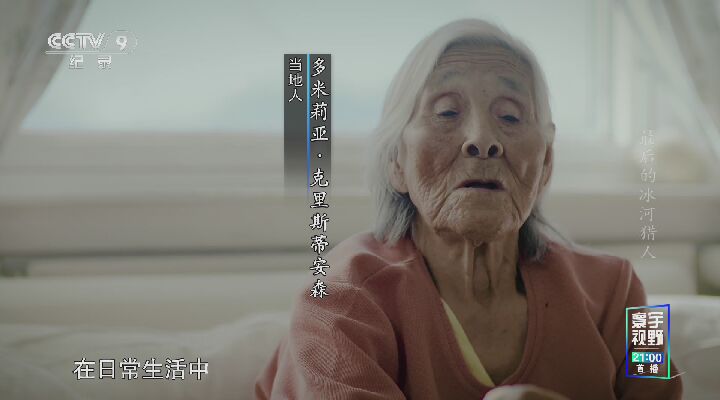 CCTV 9
纪录
多米莉亚·克里斯蒂安森
当地人
最后的冰河猎人
寰宇视野
21:00
首播
在日常生活中